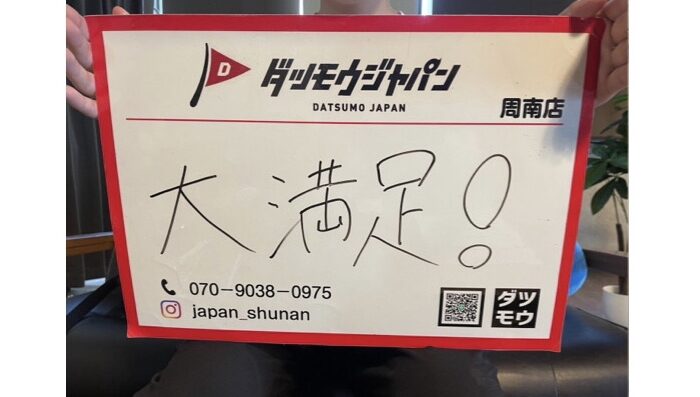 D
ダツモウジャパン
DATSUMO JAPAN
周南店
大満足!
070-9038-0975
japan_shunan
ダツ
モウ